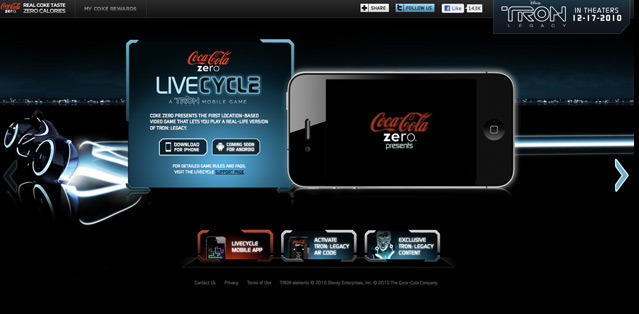 Coca-Cola zero REAL COKE TASTE ZERO CALORIES
MY COKE REWARDS
SHARE
FOLLOW US
Like
143K
Disney
TRON
LEGACY
IN THEATERS
12-17-2010
Coca-Cola
zero
LIVECYCLE
A TRON MOBILE GAME
COKE ZERO PRESENTS THE FIRST LOCATION-BASED
VIDEO GAME THAT LETS YOU PLAY A REAL-LIFE VERSION
OF TRON: LEGACY.
DOWNLOAD
FOR IPHONE
COMING SOON
FOR ANDROID
FOR DETAILED GAME RULES AND FAQS,
VISIT THE LIVECYCLE SUPPORT PAGE
Coca-Cola
zero
presents
LIVECYCLE
MOBILE APP
ACTIVATE
TRON: LEGACY
AR CODE
EXCLUSIVE
TRON: LEGACY
CONTENT
Contact Us Privacy Terms of Use TRON elements © 2010 Disney Enterprises, Inc. © 2010 The Coca-Cola Company.